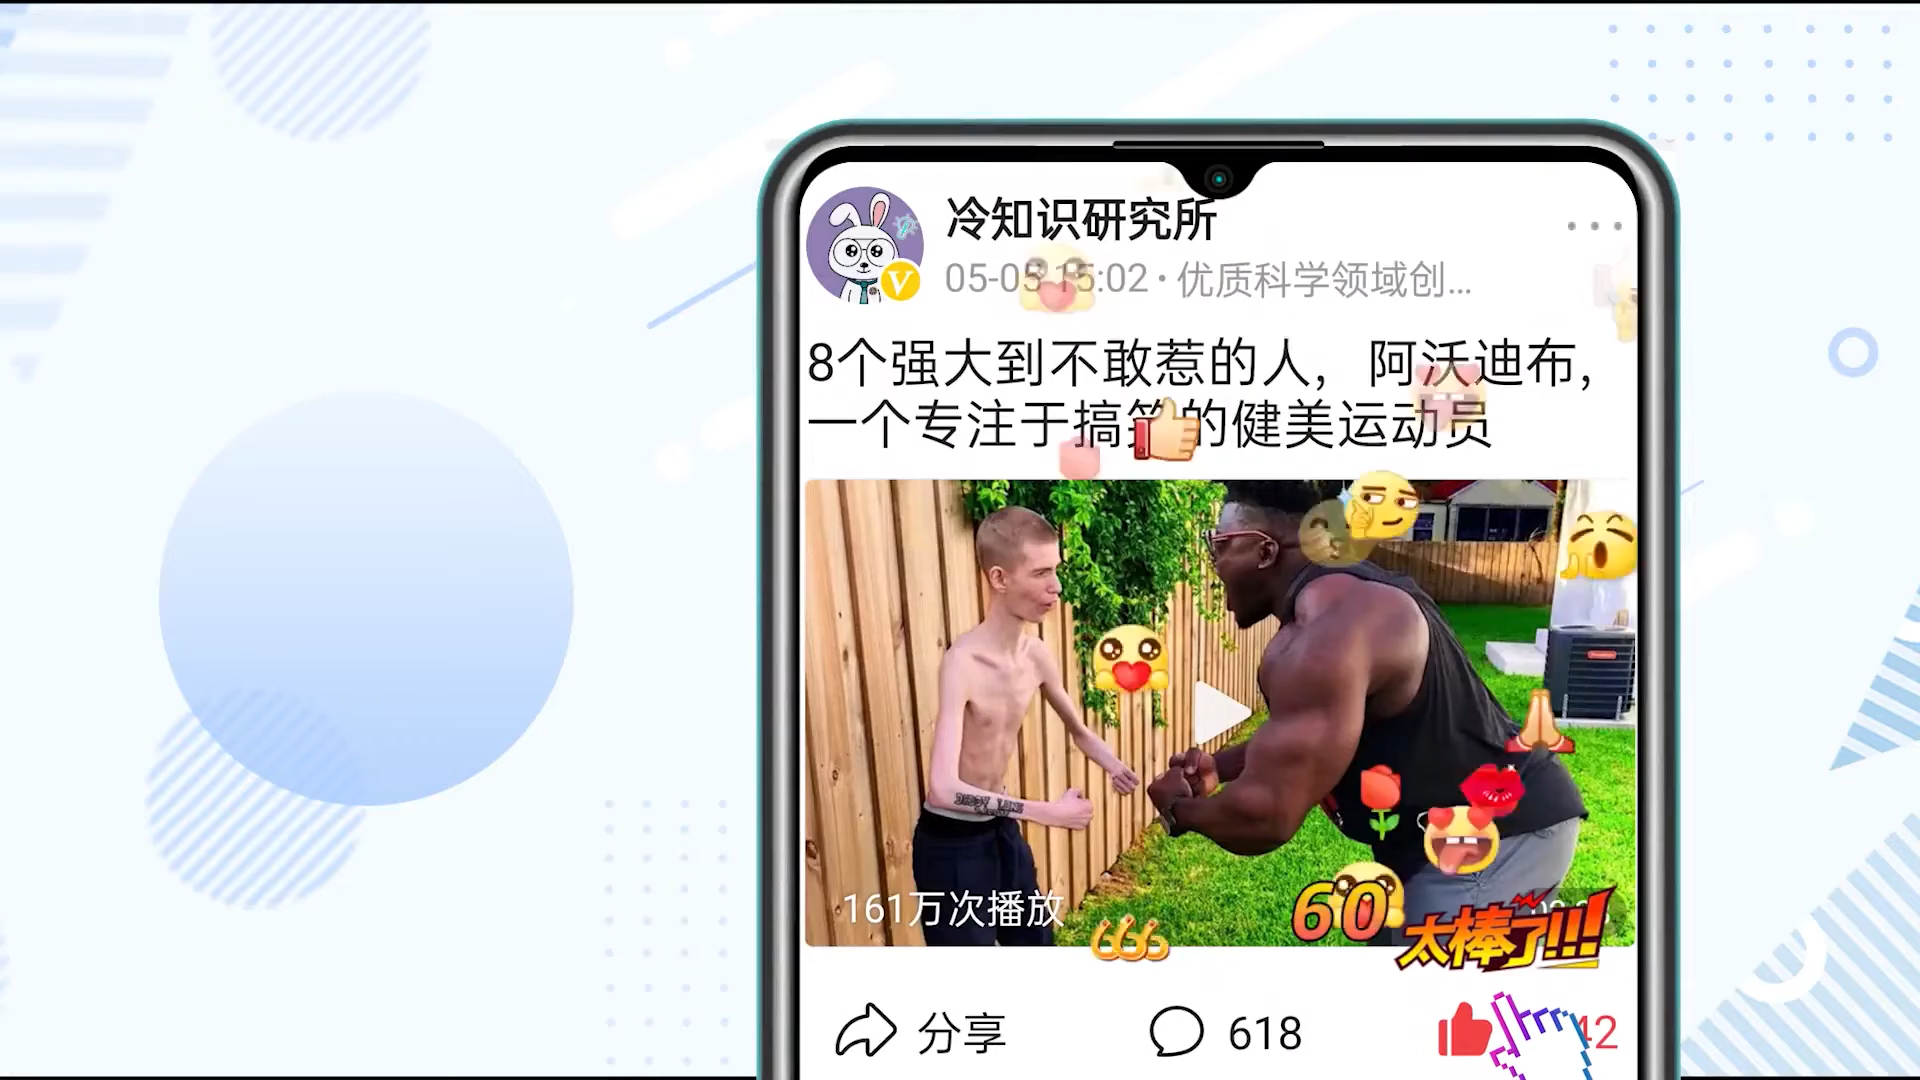 冷知识研究所
05-05 15:02·优质科学领域创...
8个强大到不敢惹的人，阿沃迪布，
一个专注于搞笑的健美运动员
161万次播放
666
60
太棒了!!!
分享
618